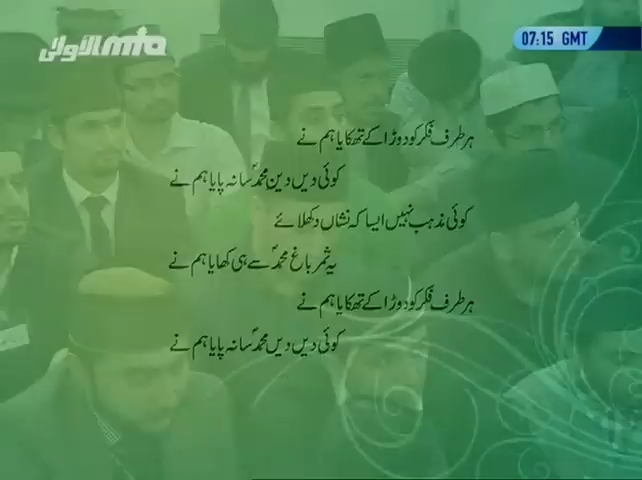 الأولى mta
07:15 GMT
ہر طرف فکر کو دوڑا کے تھکایا ہم نے
کوئی دیں دینِ محمدؐ سا نہ پایا ہم نے
کوئی مذہب نہیں ایسا کہ نشاں دکھلائے
یہ ثمر باغِ محمدؐ سے ہی کھایا ہم نے
ہر طرف فکر کو دوڑا کے تھکایا ہم نے
کوئی دیں دیں محمدؐ سا نہ پایا ہم نے